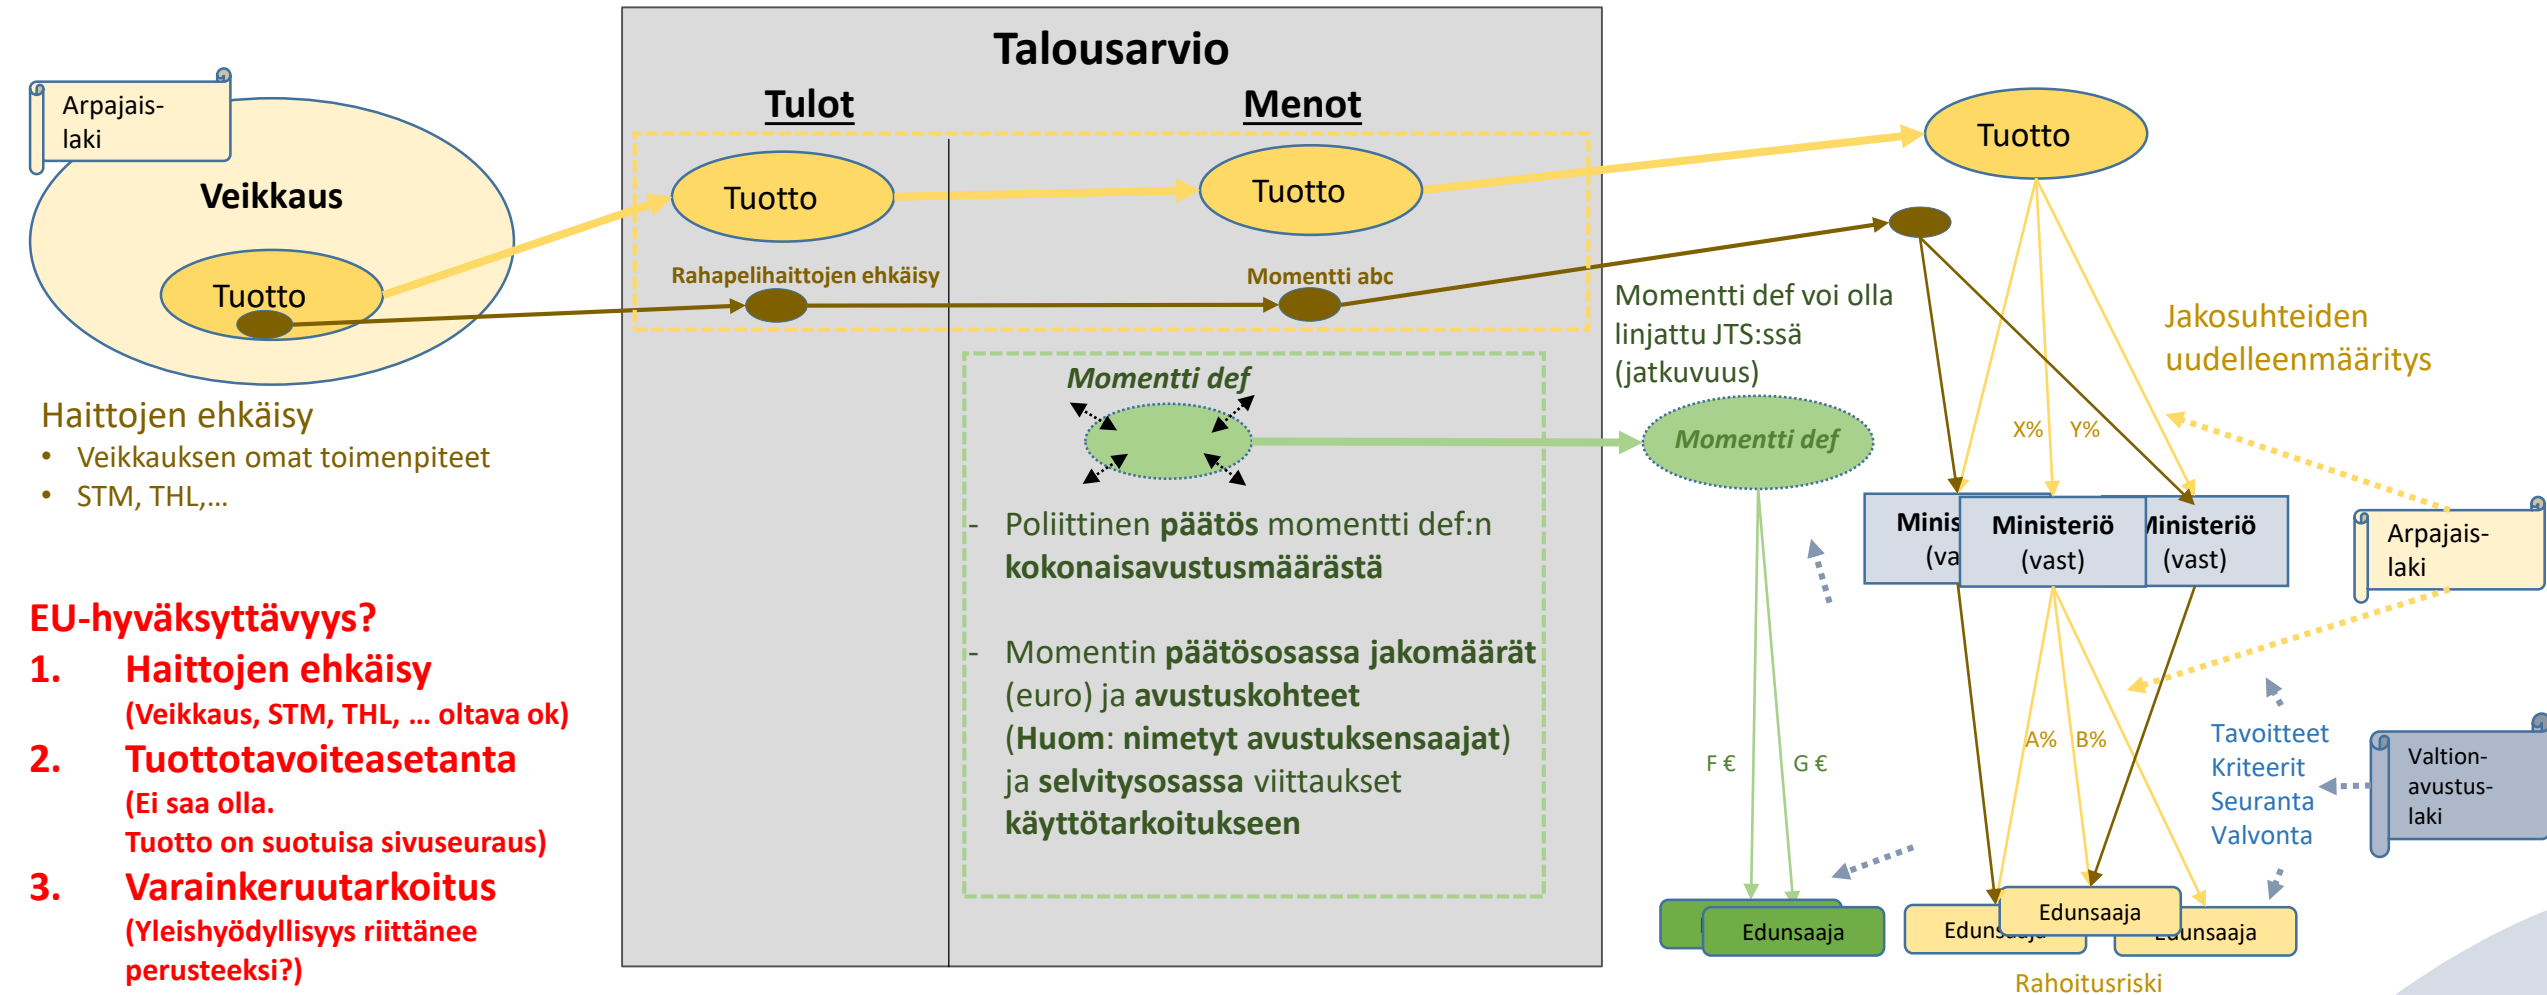 Talousarvio
Tulot
Menot
Arpajais-
laki
Veikkaus
Tuotto
Tuotto
Tuotto
Tuotto
Rahapelihaittojen ehkäisy
Momentti abc
Haittojen ehkäisy
• Veikkauksen omat toimenpiteet
• STM, THL,...
EU-hyväksyttävyys?
1. Haittojen ehkäisy
(Veikkaus, STM, THL, ... oltava ok)
2. Tuottotavoiteasetanta
(Ei saa olla.
Tuotto on suotuisa sivuseuraus)
3. Varainkeruutarkoitus
(Yleishyödyllisyys riittänee
perusteeksi?)
Momentti def
- Poliittinen päätös momentti def:n
kokonaisavustusmäärästä
- Momentin päätösosassa jakomäärät
(euro) ja avustuskohteet
(Huom: nimetyt avustuksensaajat)
ja selvitysosassa viittaukset
käyttötarkoitukseen
Momentti def voi olla
linjattu JTS:ssä
(jatkuvuus)
Momentti def
F €
G €
Edunsaaja
Jakosuhteiden
uudelleenmääritys
X%
Y%
Minis
(va
Ministeriö
(vast)
Ministeriö
(vast)
Arpajais-
laki
A%
B%
Tavoitteet
Kriteerit
Seuranta
Valvonta
Valtion-
avustus-
laki
Edunsaaja
Edunsaaja
Edunsaaja
Rahoitusriski